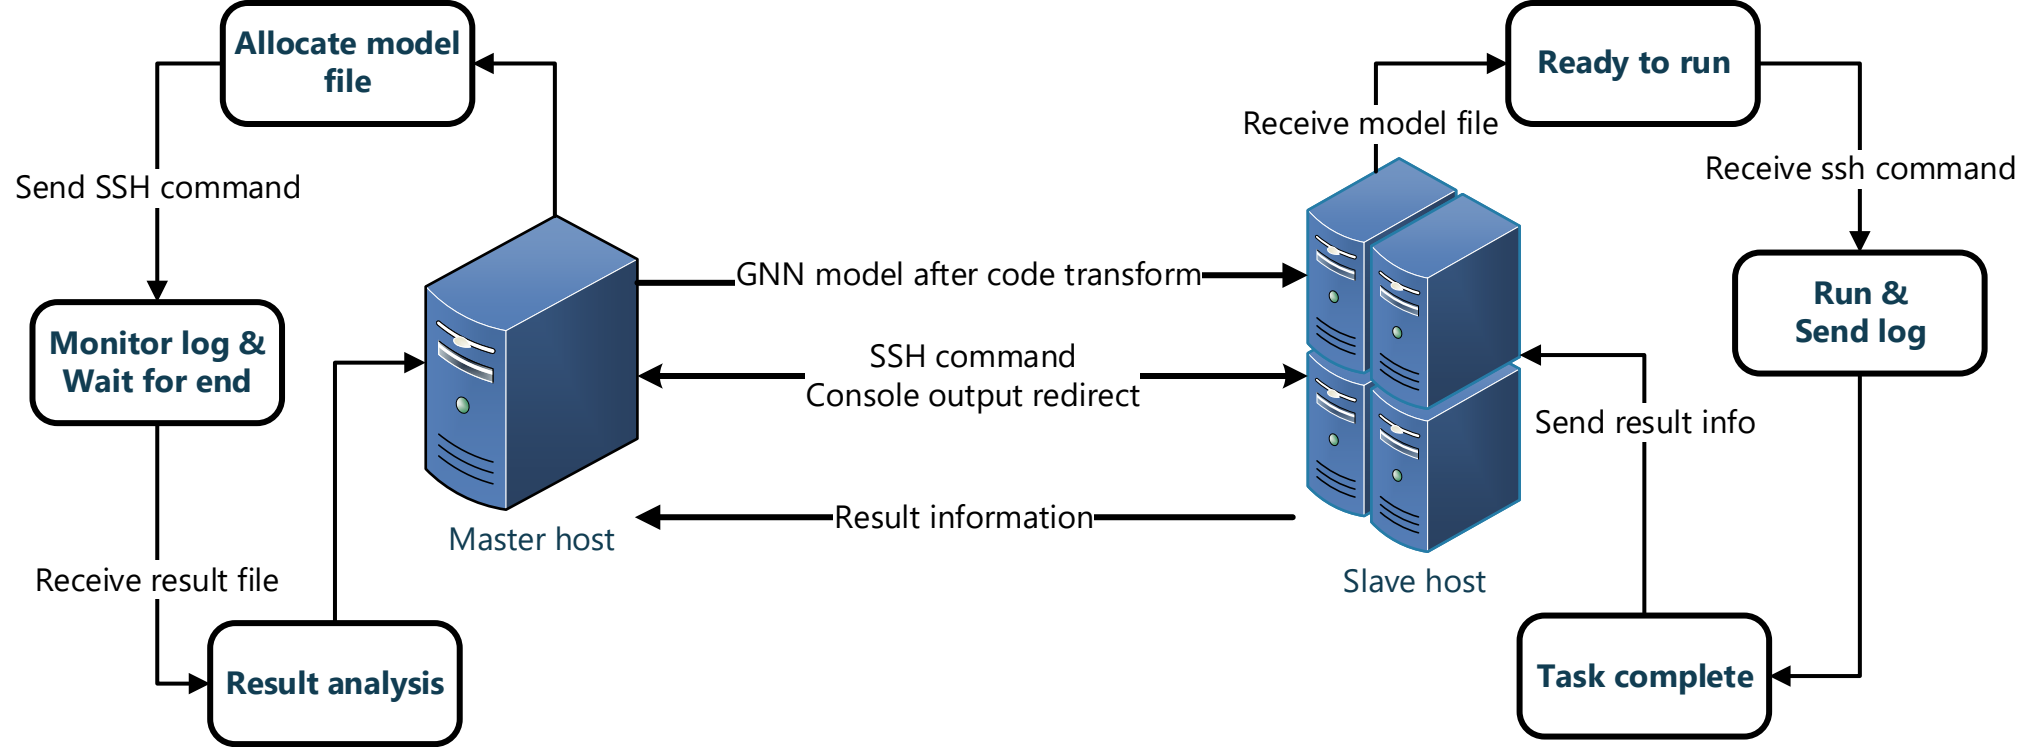 Allocate model
file
Send SSH command
Monitor log &
Wait for end
Receive result file
Result analysis
Master host
GNN model after code transform
SSH command
Console output redirect
Result information
Receive model file
Ready to run
Receive ssh command
Run &
Send log
Send result info
Task complete
Slave host